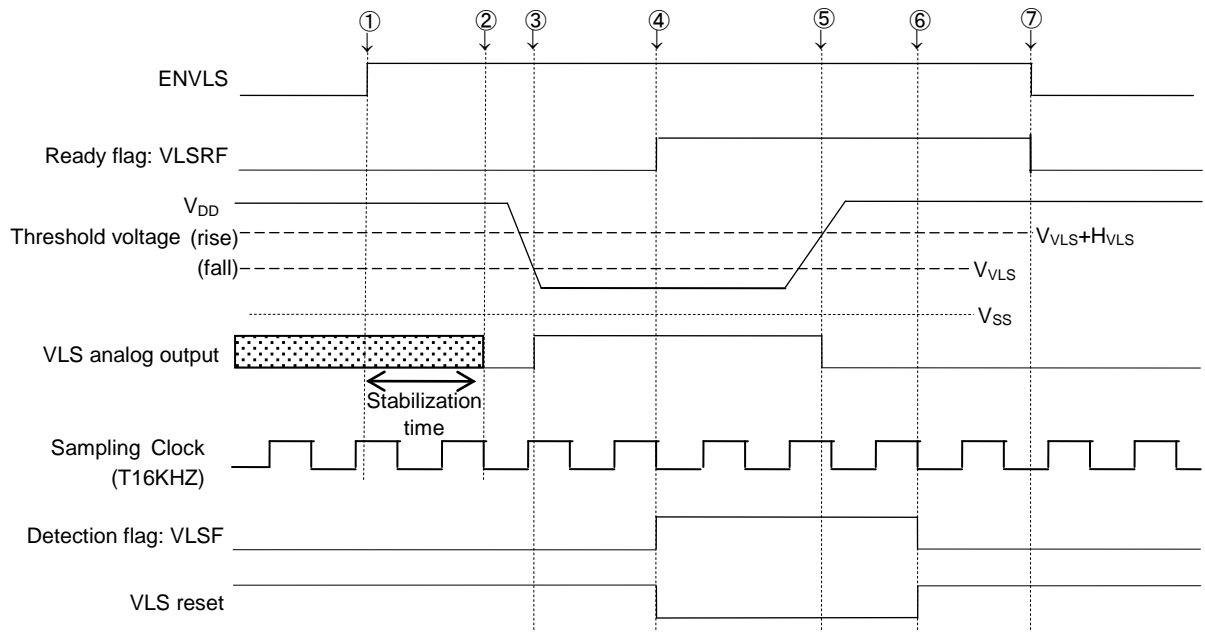 ① ② ③ ④ ⑤ ⑥ ⑦
ENVLS
Ready flag: VLSRF
VDD
Threshold voltage (rise)
VVLS+HVLS
(fall)
VVLS
VSS
VLS analog output
Stabilization
time
Sampling Clock
(T16KHZ)
Detection flag: VLSF
VLS reset